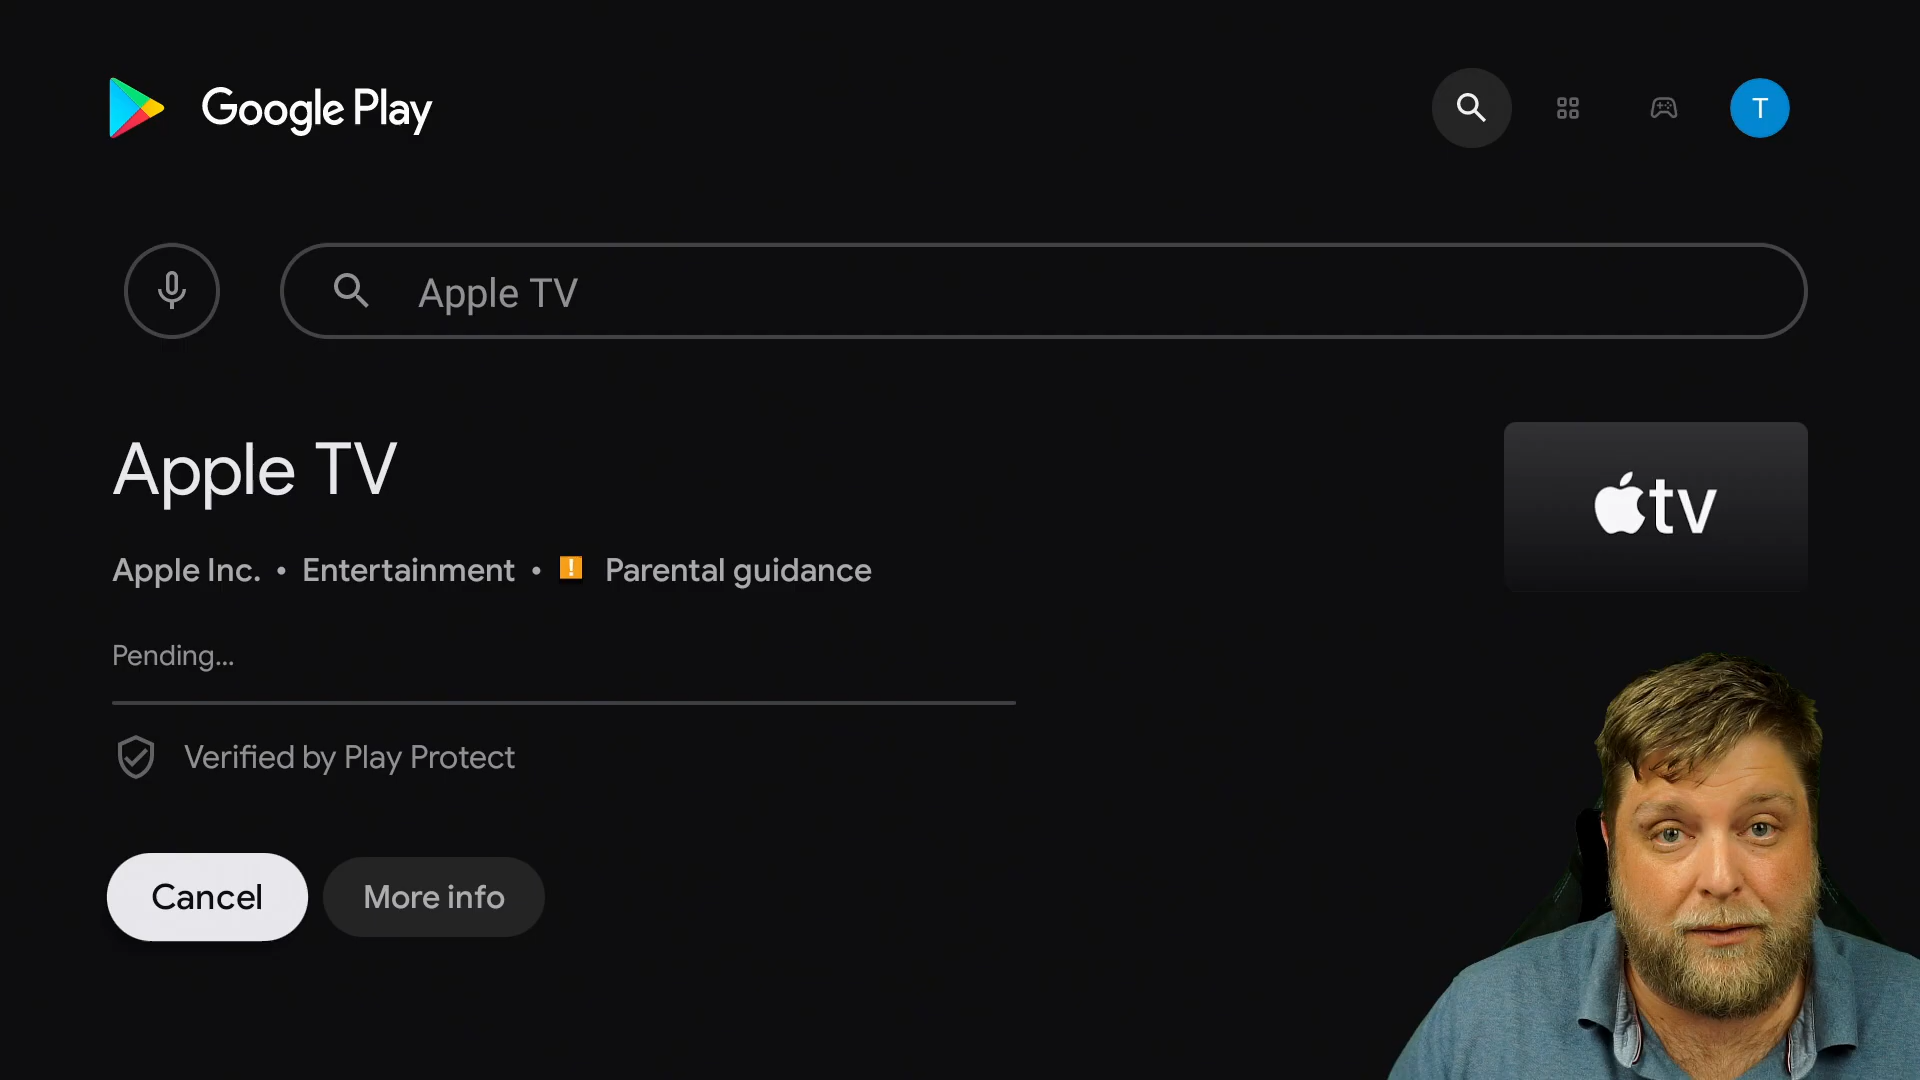 Google Play
T
Apple TV
Apple TV
tv
Apple Inc. • Entertainment • ! Parental guidance
Pending...
Verified by Play Protect
Cancel
More info